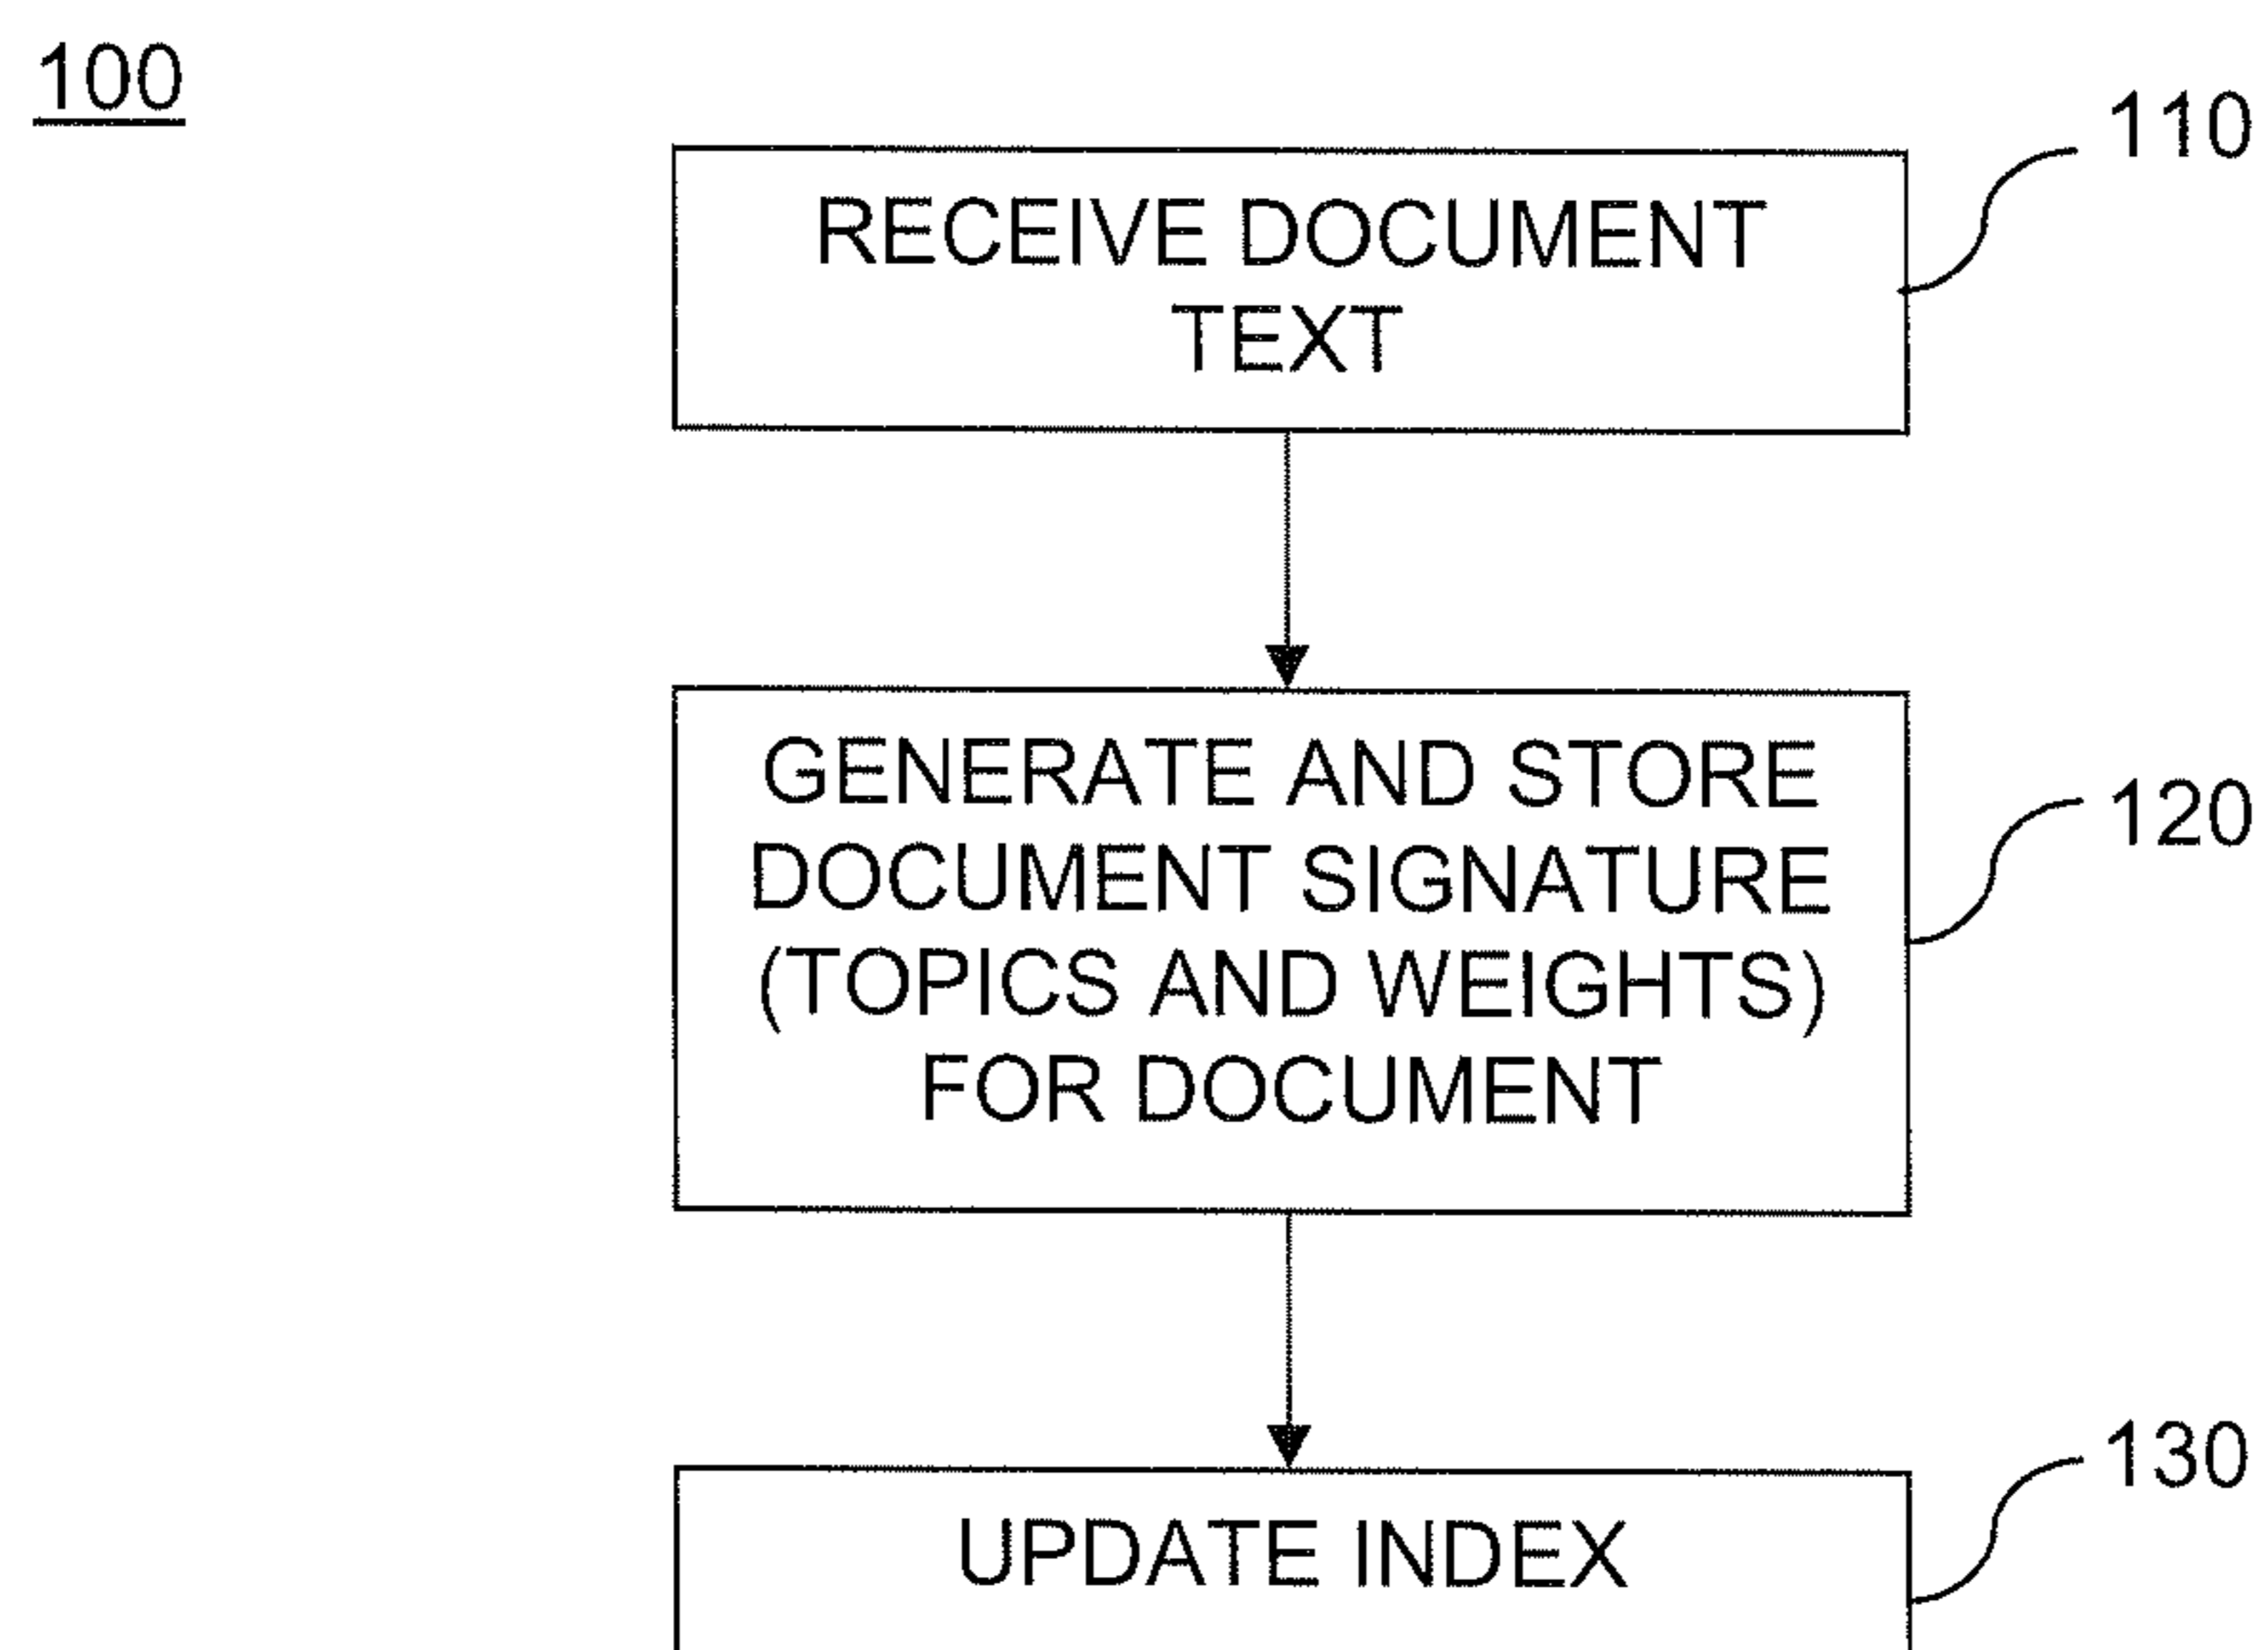 100
110
RECEIVE DOCUMENT
TEXT
GENERATE AND STORE
DOCUMENT SIGNATURE
(TOPICS AND WEIGHTS)
FOR DOCUMENT
120
130
UPDATE INDEX